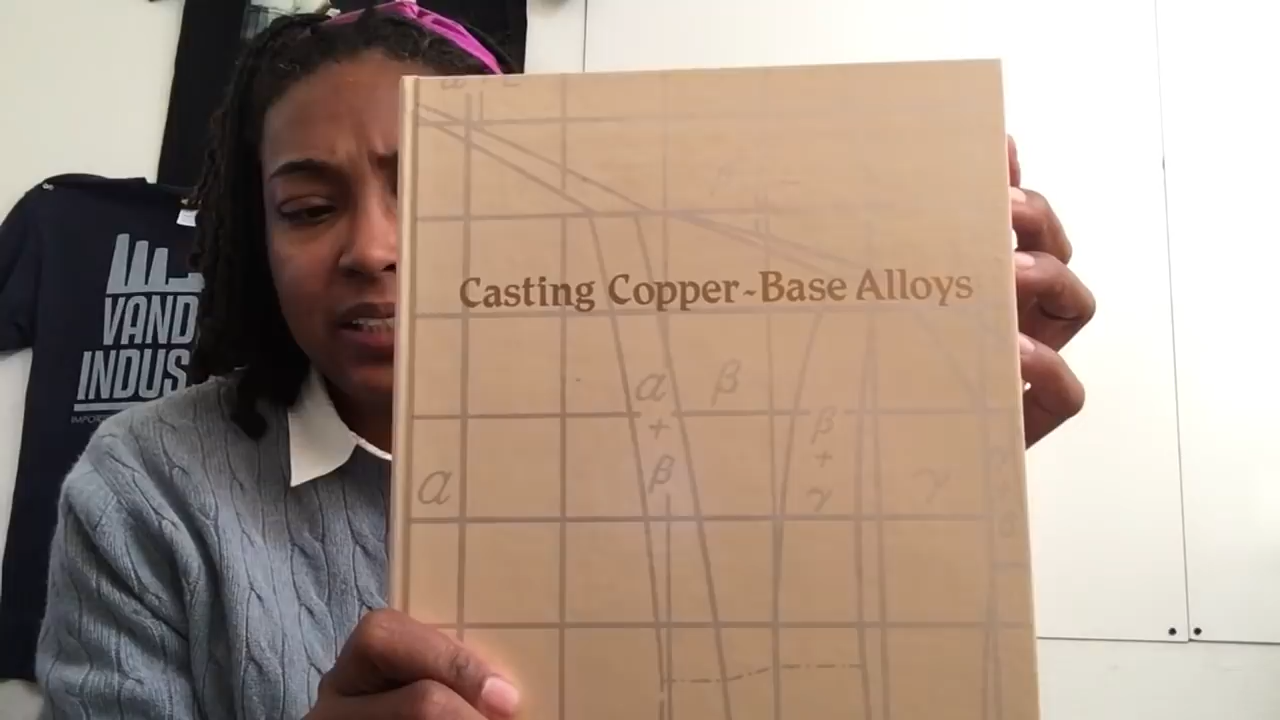 Casting Copper-Base Alloys
α
+
β
β
β
+
γ
α
γ
VAND
INDUS